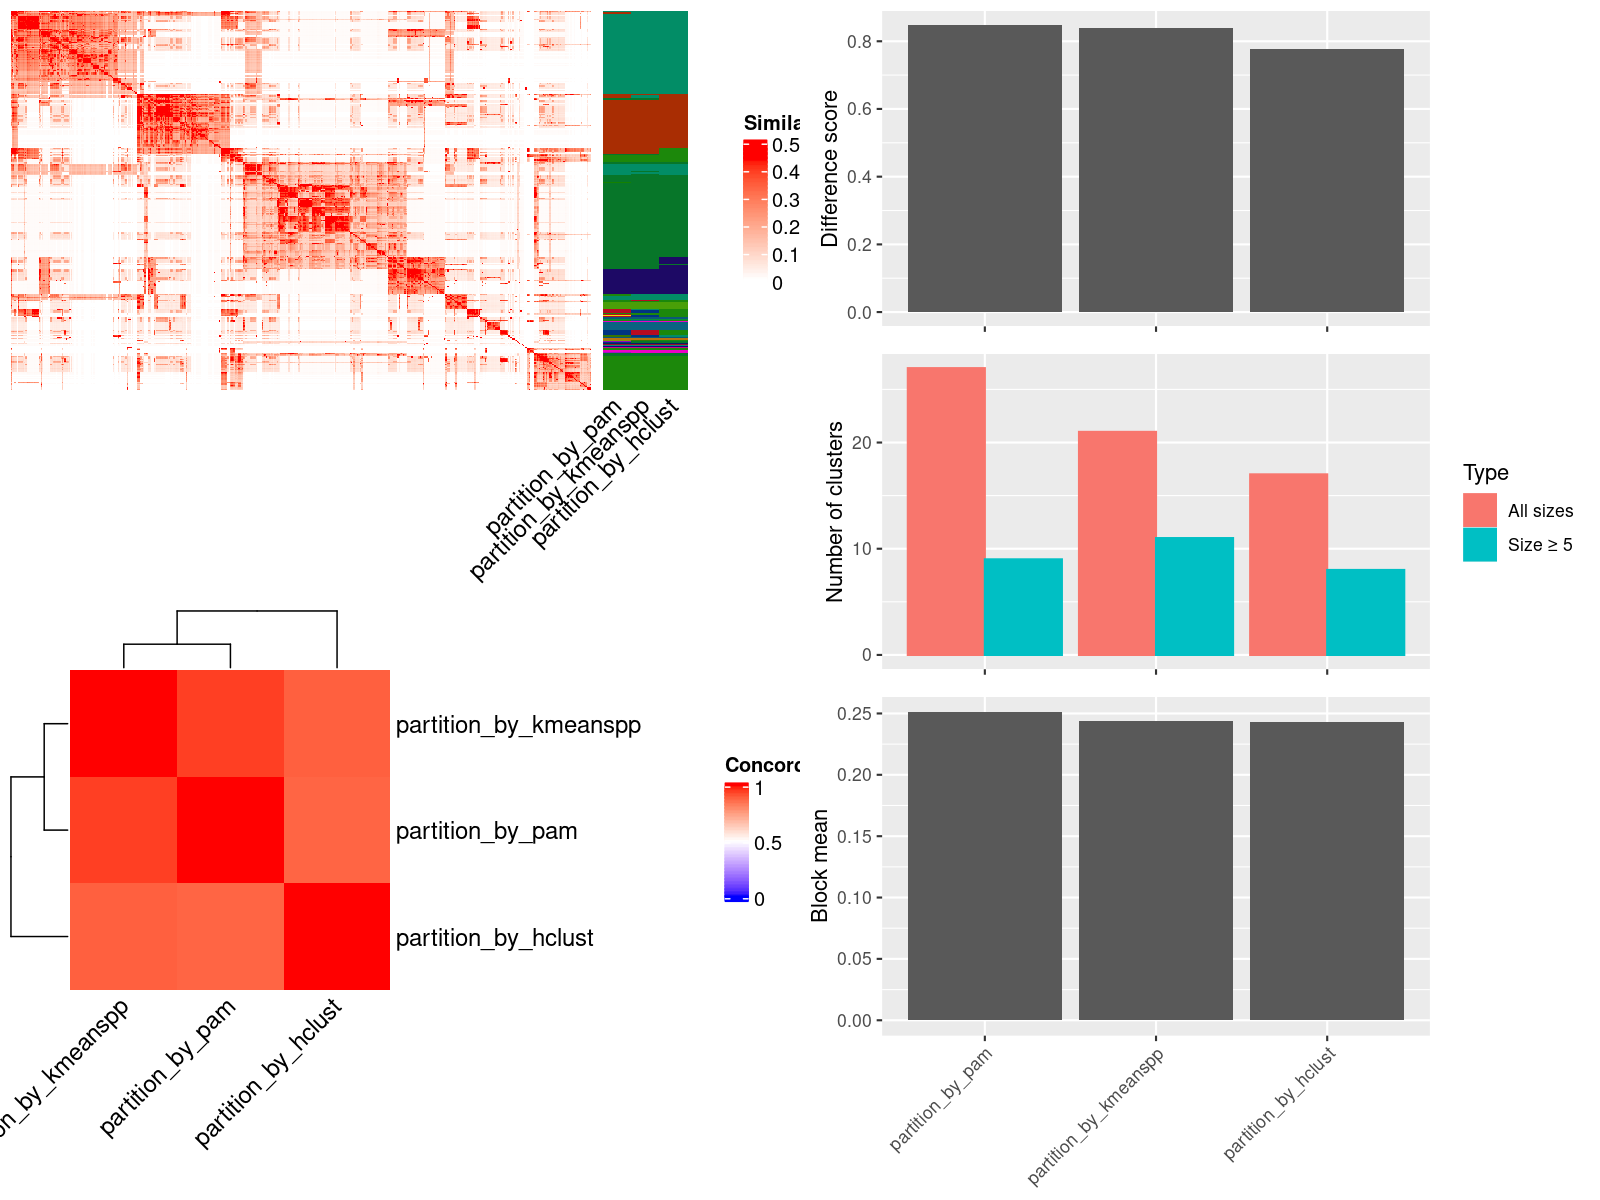 Simila
0.5
0.4
0.3
0.2
0.1
0
partition_by_pam
partition_by_kmeanspp
partition_by_hclust
partition_by_kmeanspp
partition_by_pam
partition_by_hclust
on_by_kmeanspp
partition_by_pam
partition_by_hclust
Concord
1
0.5
0
Difference score
0.8
0.6
0.4
0.2
0.0
Number of clusters
20
10
0
Type
All sizes
Size ≥ 5
Block mean
0.25
0.20
0.15
0.10
0.05
0.00
partition_by_pam
partition_by_kmeanspp
partition_by_hclust